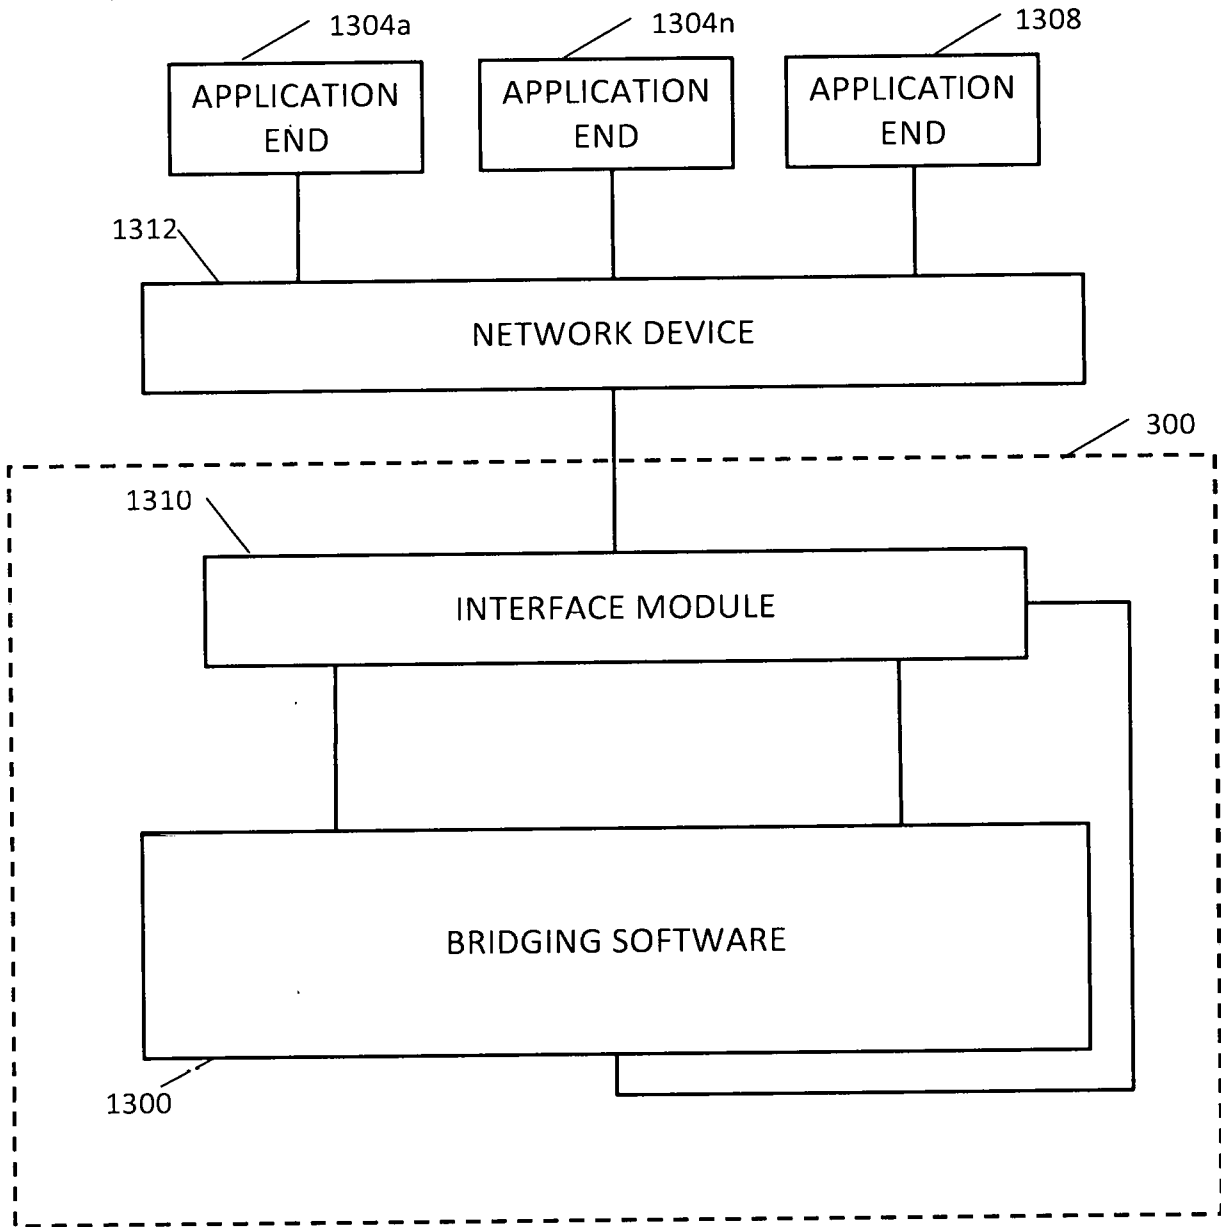 1304a
1304n
1308
APPLICATION
END
APPLICATION
END
APPLICATION
END
1312
NETWORK DEVICE
300
1310
INTERFACE MODULE
BRIDGING SOFTWARE
1300